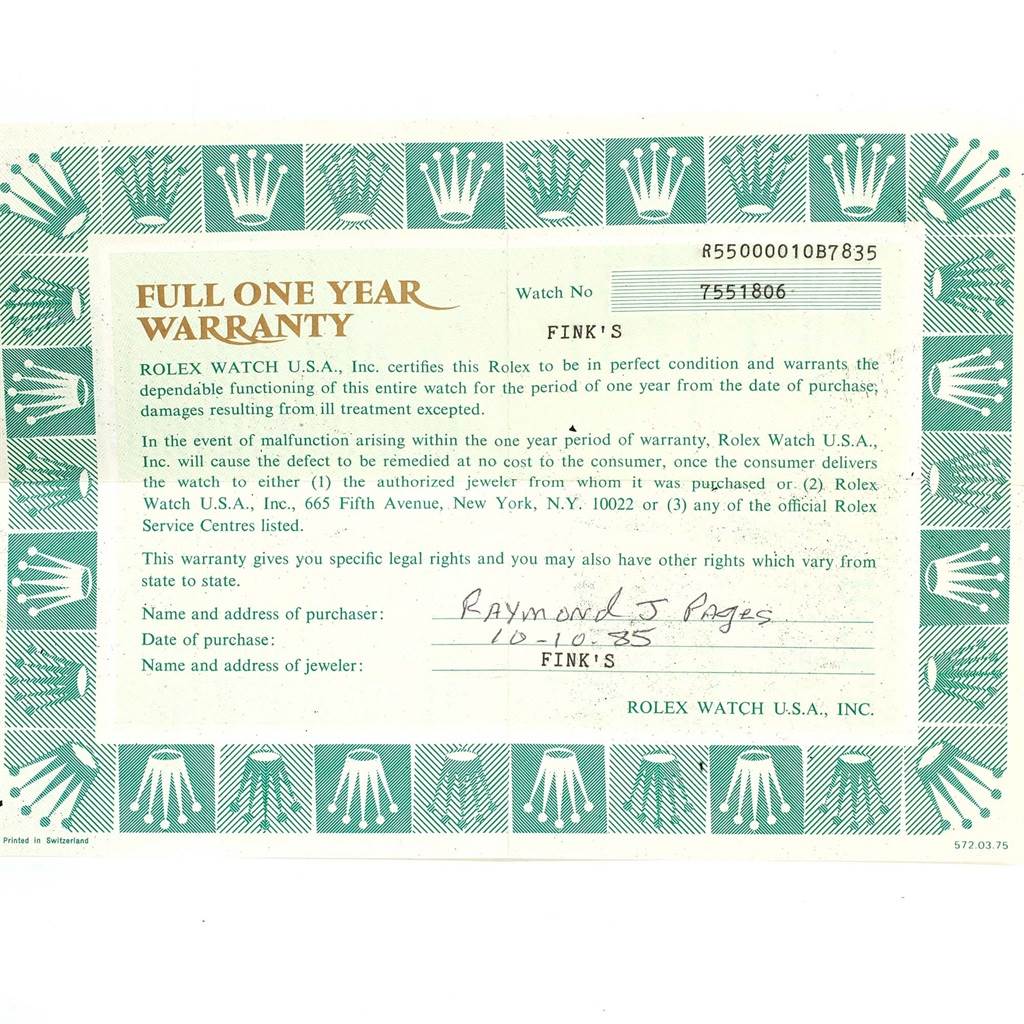 R55000010B7835
FULL ONE YEAR
WARRANTY
Watch No 7551806
FINK'S
ROLEX WATCH U.S.A., Inc. certifies this Rolex to be in perfect condition and warrants the
dependable functioning of this entire watch for the period of one year from the date of purchase,
damages resulting from ill treatment excepted.
In the event of malfunction arising within the one year period of warranty, Rolex Watch U.S.A.,
Inc. will cause the defect to be remedied at no cost to the consumer, once the consumer delivers
the watch to either (1) the authorized jeweler from whom it was purchased or (2) Rolex
Watch U.S.A., Inc., 665 Fifth Avenue, New York, N.Y. 10022 or (3) any of the official Rolex
Service Centres listed.
This warranty gives you specific legal rights and you may also have other rights which vary from
state to state.
Name and address of purchaser: Raymond J Pages
Date of purchase: 10-10-85
Name and address of jeweler: FINK'S
ROLEX WATCH U.S.A., INC.
Printed in Switzerland
572.03.75